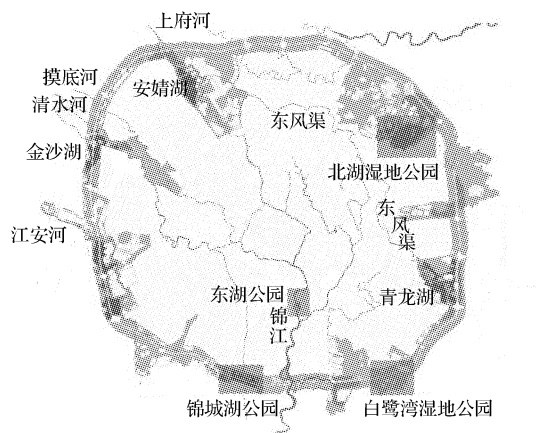 上府河
摸底河
安婧湖
清水河
东风渠
金沙湖
北湖湿地公园
东风渠
江安河
东湖公园
青龙湖
锦江
锦城湖公园
白鹭湾湿地公园